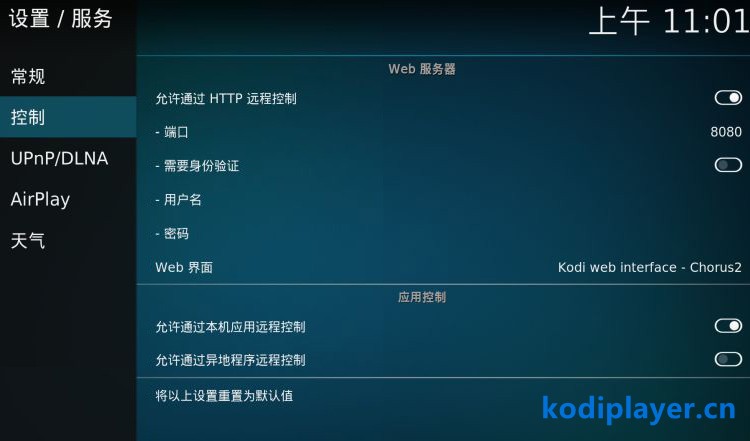 设置 / 服务
上午 11:01
常规
控制
UPnP/DLNA
AirPlay
天气
Web 服务器
允许通过 HTTP 远程控制
- 端口 8080
- 需要身份验证
- 用户名
- 密码
Web 界面 Kodi web interface - Chorus2
应用控制
允许通过本机应用远程控制
允许通过异地程序远程控制
将以上设置重置为默认值
kodiplayer.cn